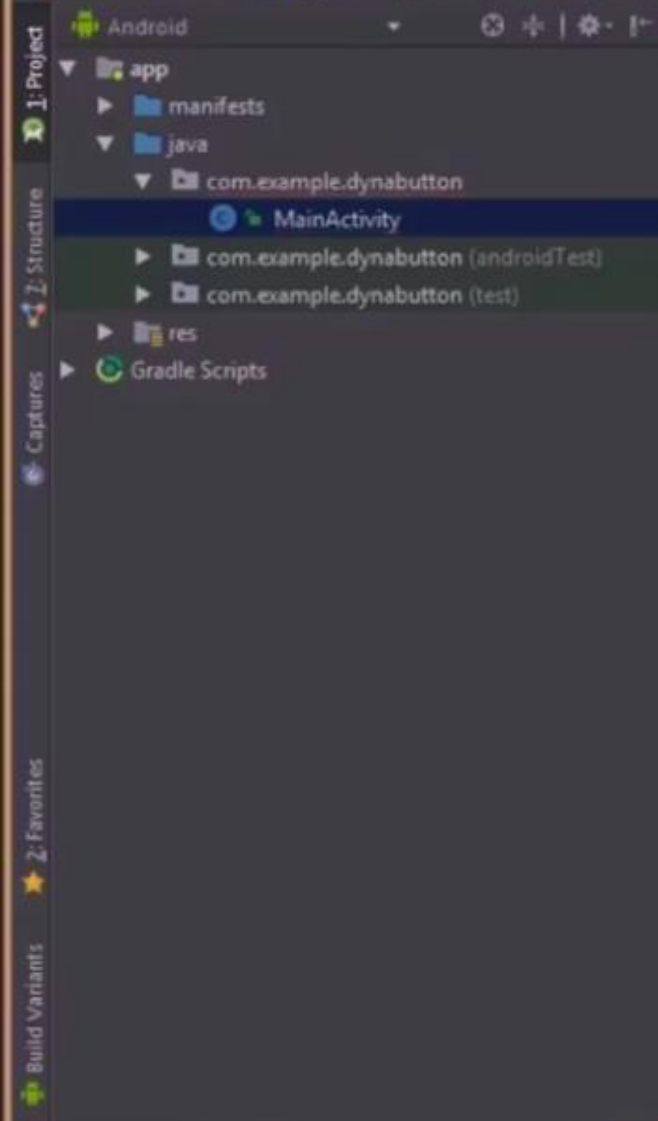 Android
app
manifests
java
com.example.dynabutton
MainActivity
com.example.dynabutton (androidTest)
com.example.dynabutton (test)
res
Gradle Scripts
1: Project
Z: Structure
Captures
2: Favorites
Build Variants